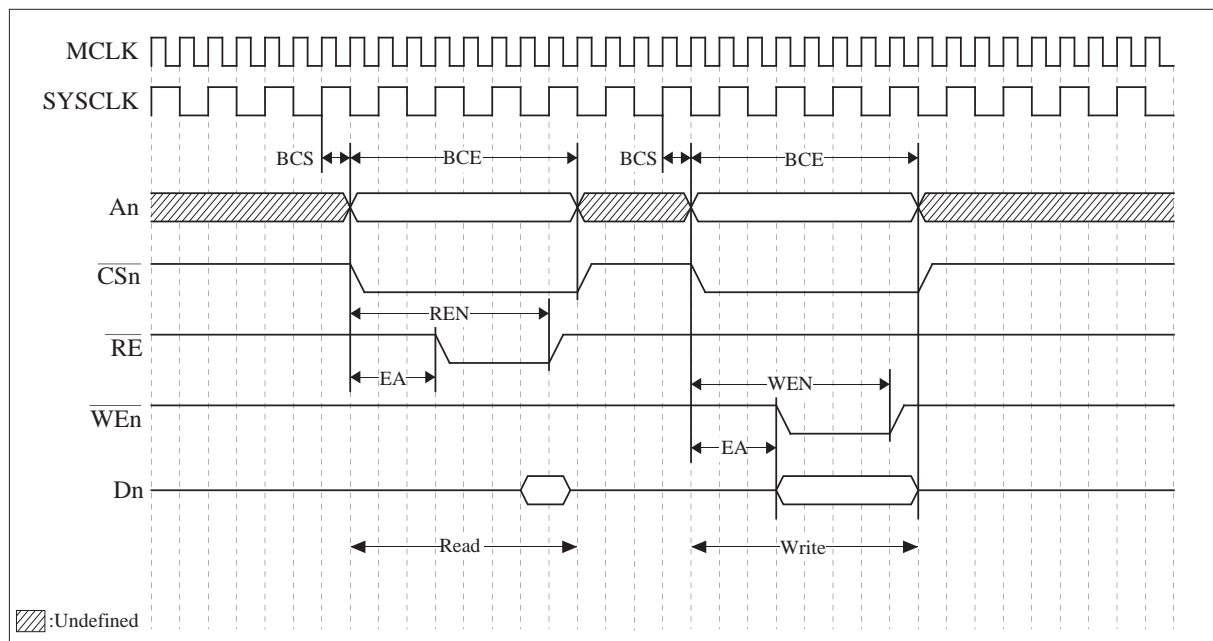 MCLK
SYSCLK
BCS BCE BCS BCE
An
CSn
REN
RE
EA WEN
WEn
EA
Dn
Read Write
:Undefined